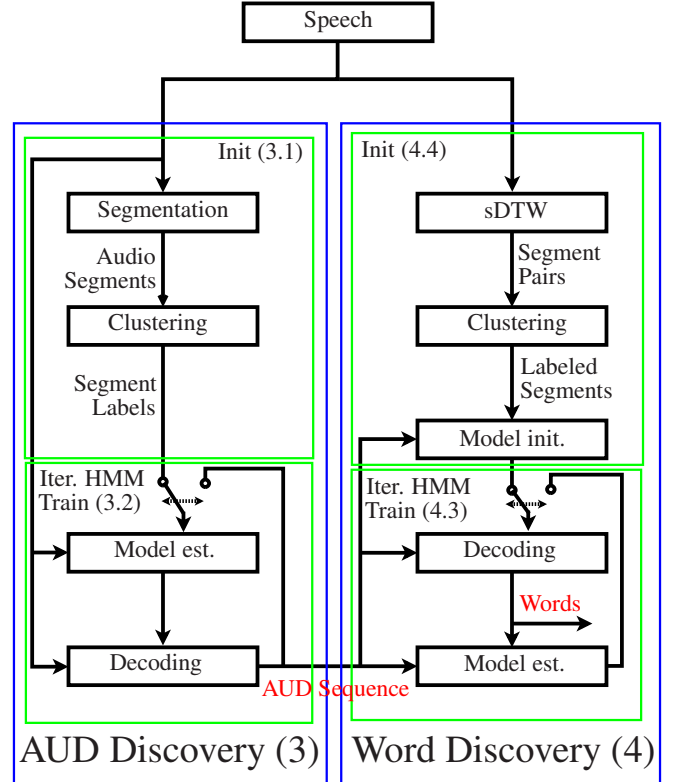 Speech
Init (3.1)
Segmentation
Audio
Segments
Clustering
Segment
Labels
Iter. HMM
Train (3.2)
Model est.
Decoding
AUD Sequence
AUD Discovery (3)
Init (4.4)
sDTW
Segment
Pairs
Clustering
Labeled
Segments
Model init.
Iter. HMM
Train (4.3)
Decoding
Words
Model est.
Word Discovery (4)